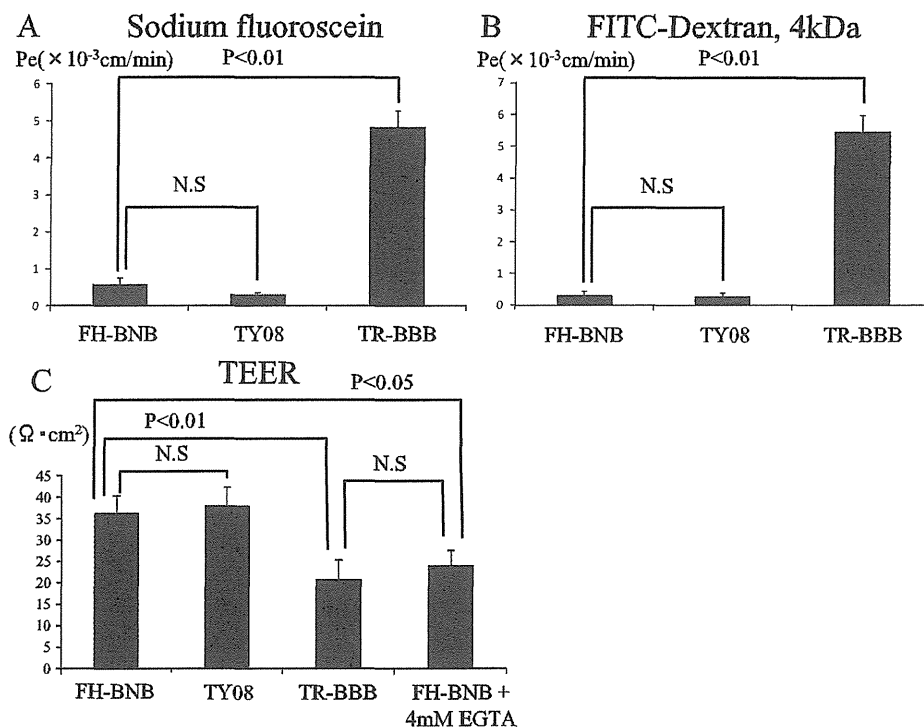 A Sodium fluoroscein
Pe(×10⁻³cm/min)
P<0.01
N.S
6
5
4
3
2
1
0
FH-BNB TY08 TR-BBB
B FITC-Dextran, 4kDa
Pe(×10⁻³cm/min)
P<0.01
N.S
7
6
5
4
3
2
1
0
FH-BNB TY08 TR-BBB
C TEER
(Ω・cm²)
P<0.05
P<0.01
N.S
N.S
45
40
35
30
25
20
15
10
5
0
FH-BNB TY08 TR-BBB FH-BNB +
4mM EGTA